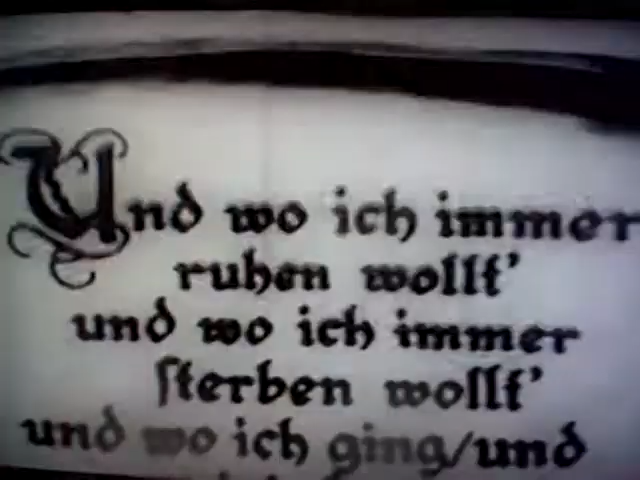 Und wo ich immer
ruhen wollt'
und wo ich immer
sterben wollt'
und wo ich ging/und